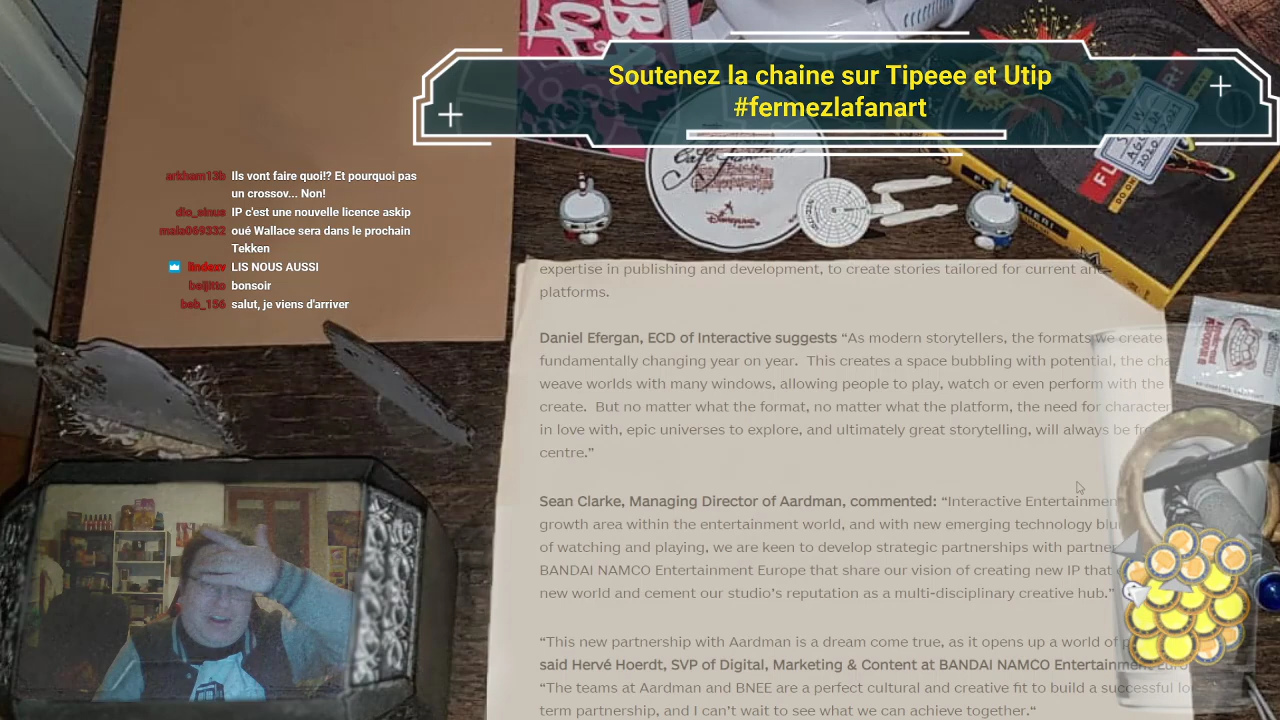 Soutenez la chaine sur Tipeee et Utip
#fermezlafanart
arkham13b Ils vont faire quoi!? Et pourquoi pas
un crossov... Non!
dio_sinus IP c'est une nouvelle licence askip
mala069332 oué Wallace sera dans le prochain
Tekken
lindexv LIS NOUS AUSSI
beijitto bonsoir
beb_156 salut, je viens d'arriver
expertise in publishing and development, to create stories tailored for current an
platforms.
Daniel Efergan, ECD of Interactive suggests “As modern storytellers, the formats we create
fundamentally changing year on year. This creates a space bubbling with potential, the cha
weave worlds with many windows, allowing people to play, watch or even perform with the
create. But no matter what the format, no matter what the platform, the need for character
in love with, epic universes to explore, and ultimately great storytelling, will always be
centre.”
Sean Clarke, Managing Director of Aardman, commented: “Interactive Entertainmen
growth area within the entertainment world, and with new emerging technology blu
of watching and playing, we are keen to develop strategic partnerships with partne
BANDAI NAMCO Entertainment Europe that share our vision of creating new IP that
new world and cement our studio’s reputation as a multi-disciplinary creative hub.”
“This new partnership with Aardman is a dream come true, as it opens up a world of
said Hervé Hoerdt, SVP of Digital, Marketing & Content at BANDAI NAMCO Entertainment Euro
“The teams at Aardman and BNEE are a perfect cultural and creative fit to build a successful lo
term partnership, and I can’t wait to see what we can achieve together.“